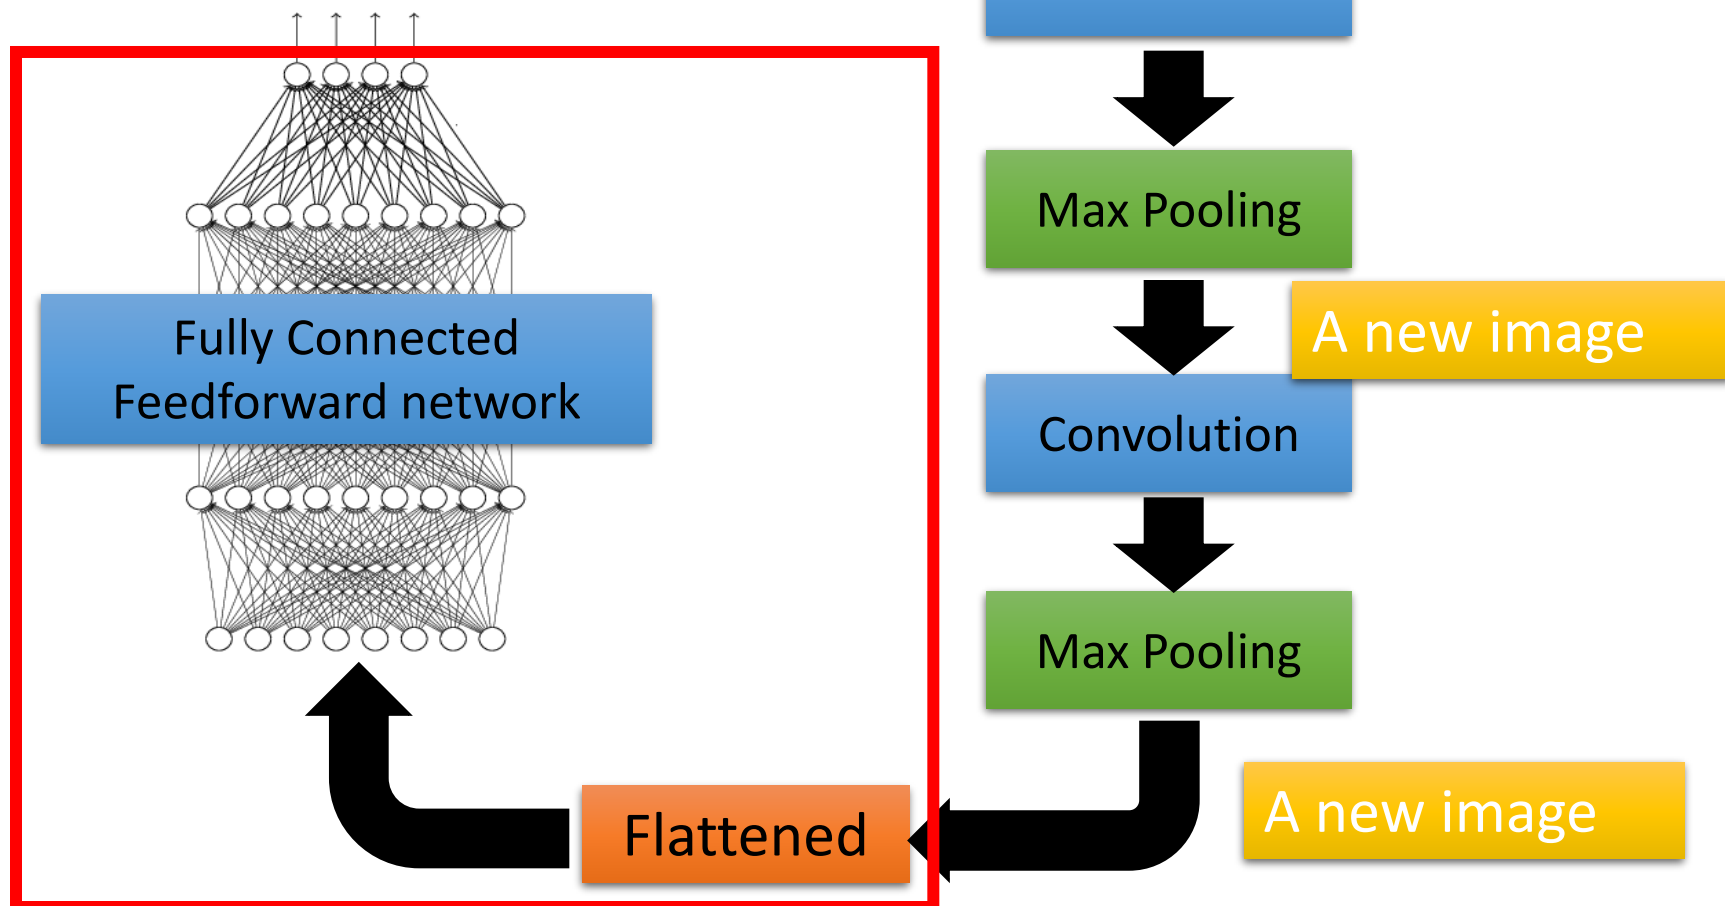 Max Pooling
A new image
Fully Connected
Feedforward network
Convolution
Max Pooling
A new image
Flattened